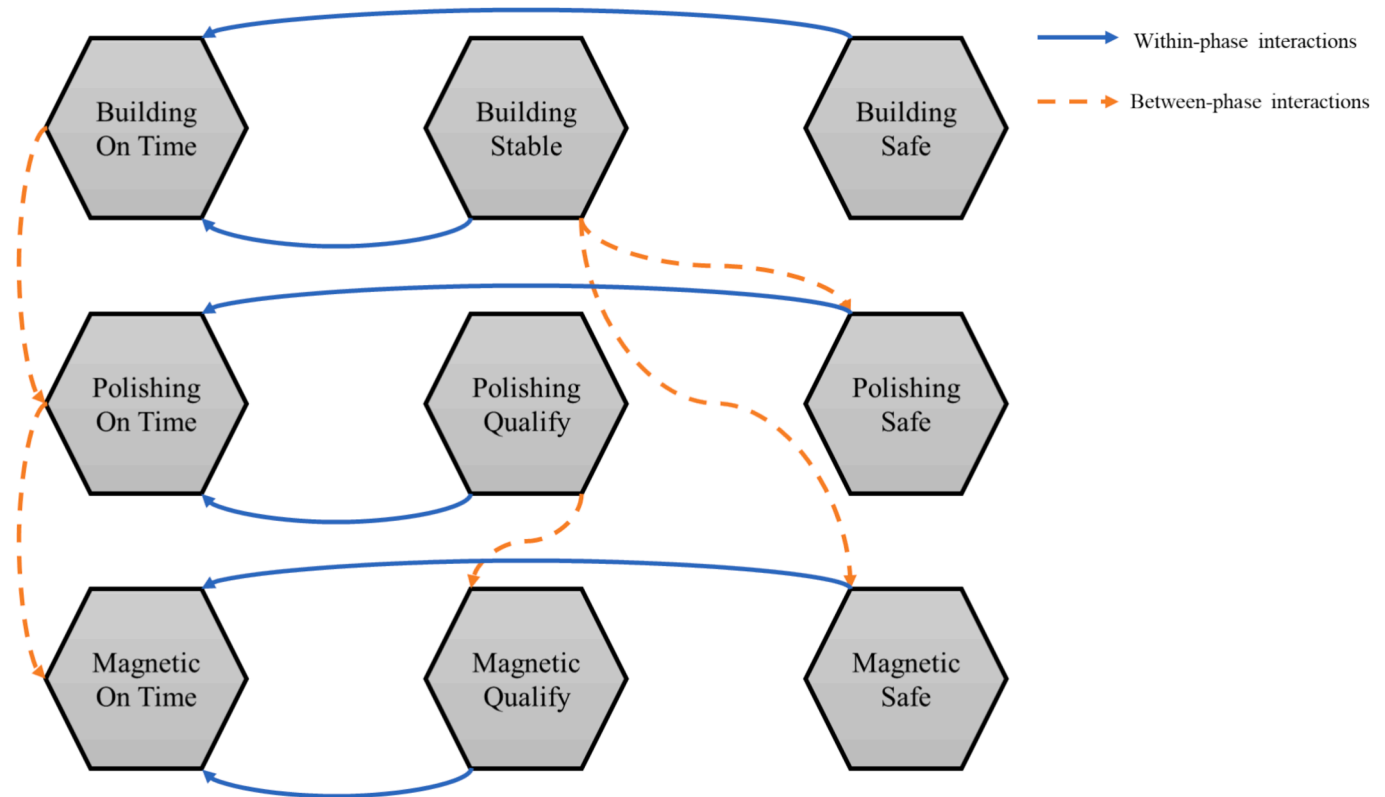 Building
On Time
Building
Stable
Building
Safe
Within-phase interactions
Between-phase interactions
Polishing
On Time
Polishing
Qualify
Polishing
Safe
Magnetic
On Time
Magnetic
Qualify
Magnetic
Safe